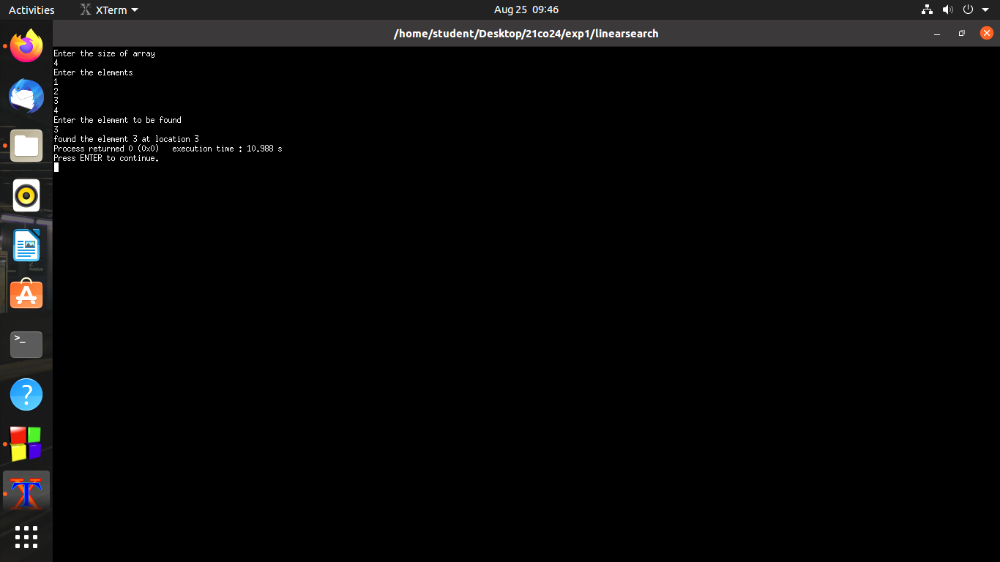 Activities XTerm Aug 25 09:46
/home/student/Desktop/21co24/exp1/linearsearch
Enter the size of array
4
Enter the elements
1
2
3
4
Enter the element to be found
3
found the element 3 at location 3
Process returned 0 (0x0)   execution time : 10.988 s
Press ENTER to continue.